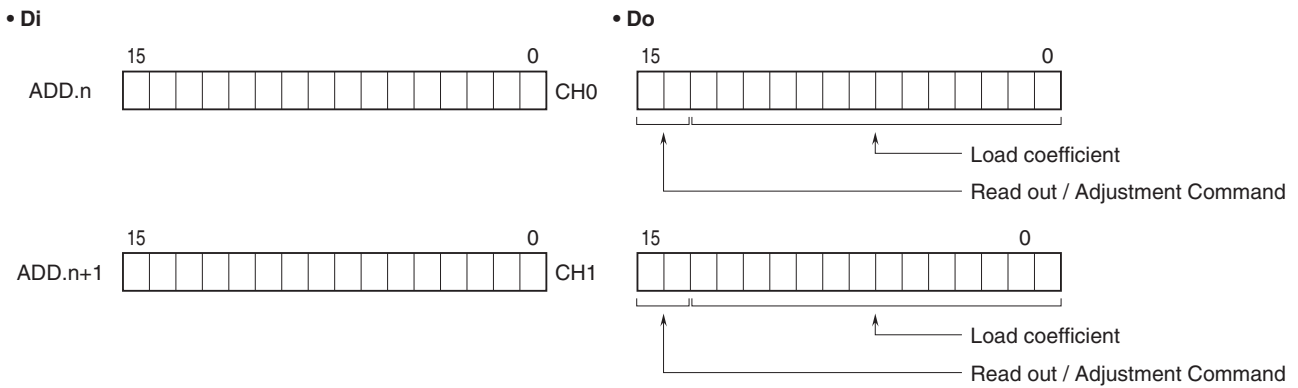 • Di
• Do
15 0
15 0
ADD.n
CH0
Load coefficient
Read out / Adjustment Command
15 0
15 0
ADD.n+1
CH1
Load coefficient
Read out / Adjustment Command